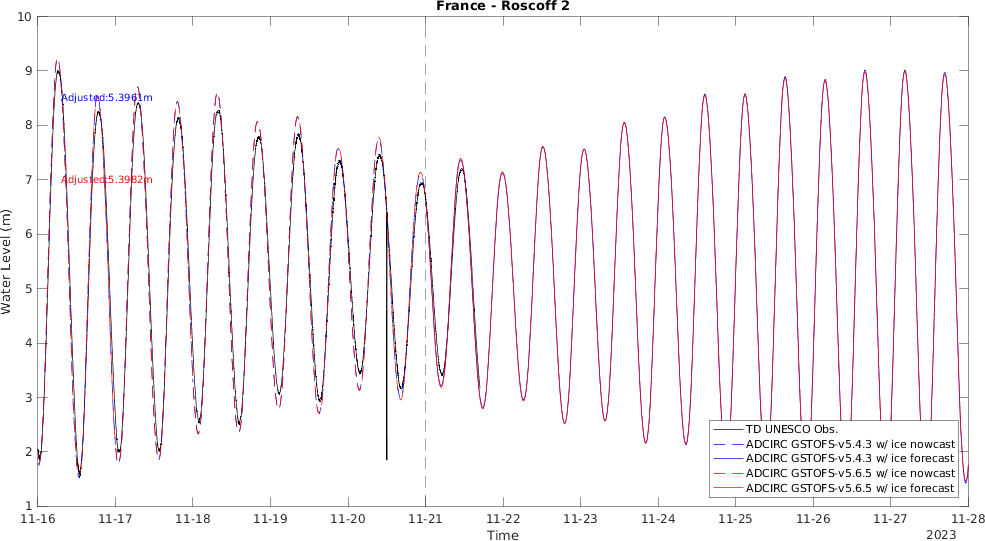 France - Roscoff 2
10
9
8
7
6
5
4
3
2
1
Water Level (m)
Adjusted:5.3961m
Adjusted:5.3982m
TD UNESCO Obs.
ADCIRC GSTOFS-v5.4.3 w/ ice nowcast
ADCIRC GSTOFS-v5.4.3 w/ ice forecast
ADCIRC GSTOFS-v5.6.5 w/ ice nowcast
ADCIRC GSTOFS-v5.6.5 w/ ice forecast
11-16 11-17 11-18 11-19 11-20 11-21 11-22 11-23 11-24 11-25 11-26 11-27 11-28
Time
2023